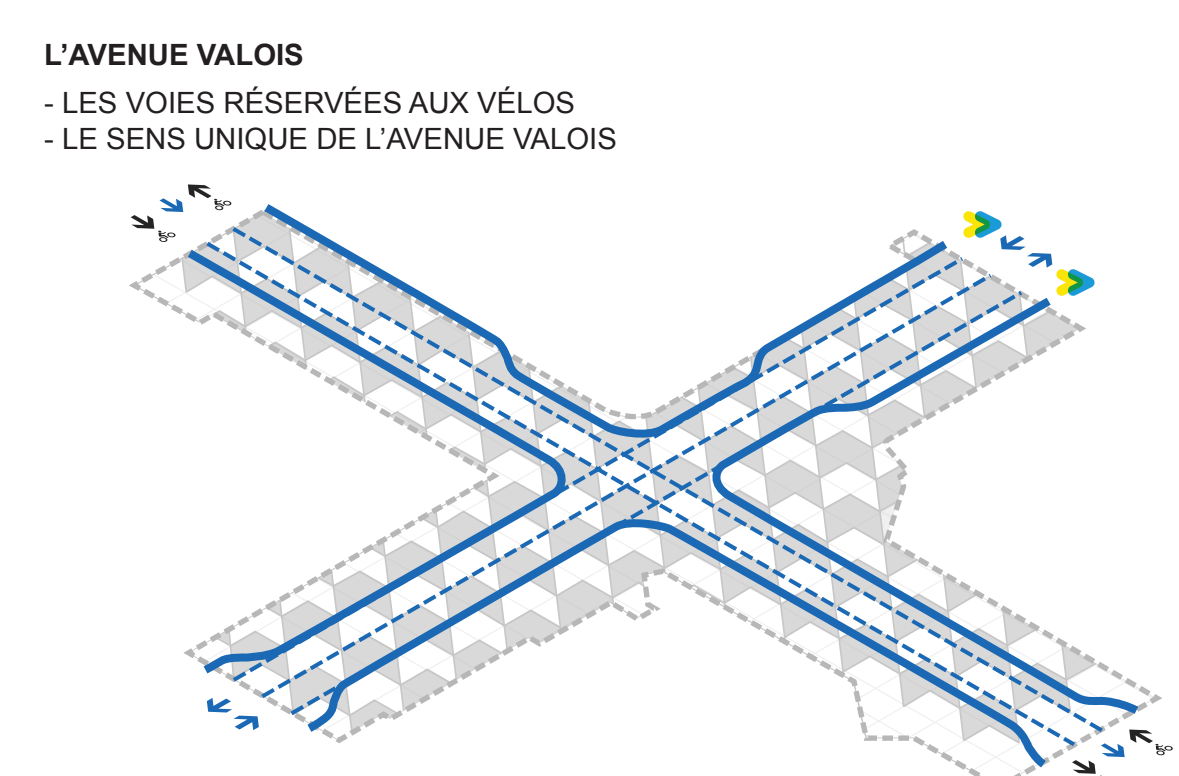 L’AVENUE VALOIS
- LES VOIES RÉSERVÉES AUX VÉLOS
- LE SENS UNIQUE DE L’AVENUE VALOIS